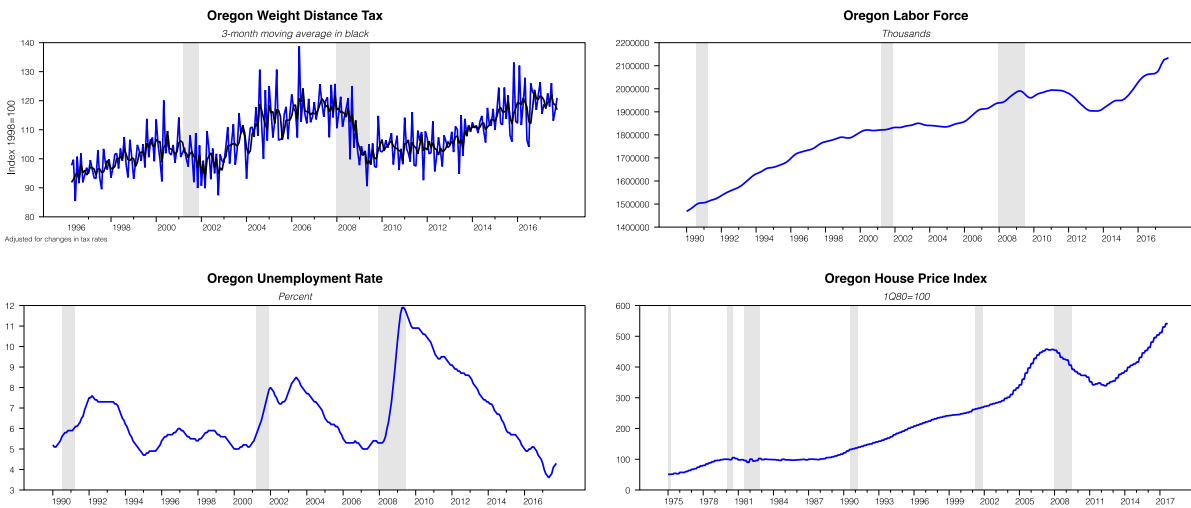 Oregon Weight Distance Tax
3-month moving average in black
Index 1998=100
140
130
120
110
100
90
80
1996 1998 2000 2002 2004 2006 2008 2010 2012 2014 2016
Adjusted for changes in tax rates
Oregon Labor Force
Thousands
2200000
2100000
2000000
1900000
1800000
1700000
1600000
1500000
1400000
1990 1992 1994 1996 1998 2000 2002 2004 2006 2008 2010 2012 2014 2016
Oregon Unemployment Rate
Percent
12
11
10
9
8
7
6
5
4
3
1990 1992 1994 1996 1998 2000 2002 2004 2006 2008 2010 2012 2014 2016
Oregon House Price Index
1Q80=100
600
500
400
300
200
100
0
1975 1978 1981 1984 1987 1990 1993 1996 1999 2002 2005 2008 2011 2014 2017